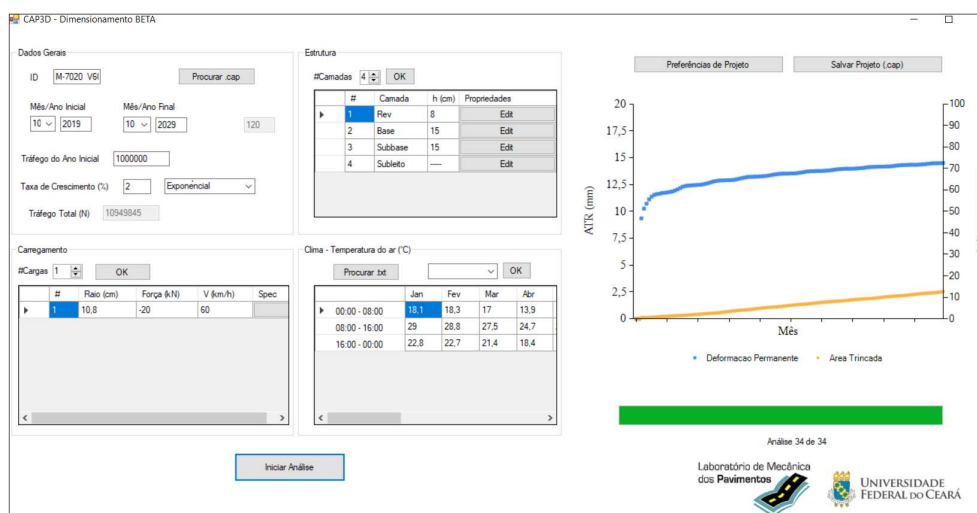 CAP3D - Dimensionamento BETA
Dados Gerais
ID M-7020 V6I Procurar .cap
Mês/Ano Inicial Mês/Ano Final
10 2019 10 2029 120
Tráfego do Ano Inicial 1000000
Taxa de Crescimento (%) 2 Exponencial
Tráfego Total (N) 10949845
Estrutura
#Camadas 4 OK
# Camada h (cm) Propriedades
1 Rev 8 Edit
2 Base 15 Edit
3 Subbase 15 Edit
4 Subleito ---- Edit
Carregamento
#Cargas 1 OK
# Raio (cm) Força (kN) V (km/h) Spec
1 10,8 -20 60
Clima - Temperatura do ar (°C)
Procurar .txt OK
Jan Fev Mar Abr
00:00 - 08:00 18,1 18,3 17 13,9
08:00 - 16:00 29 28,8 27,5 24,7
16:00 - 00:00 22,8 22,7 21,4 18,4
Iniciar Análise
Preferências de Projeto Salvar Projeto (.cap)
20 100
90
17,5
80
15 70
12,5 60
ATR (mm)
10 50
40
7,5
30
5
20
2,5
10
0 0
Mês
Deformacao Permanente Area Trincada
Análise 34 de 34
Laboratório de Mecânica
dos Pavimentos
UNIVERSIDADE
FEDERAL DO CEARÁ